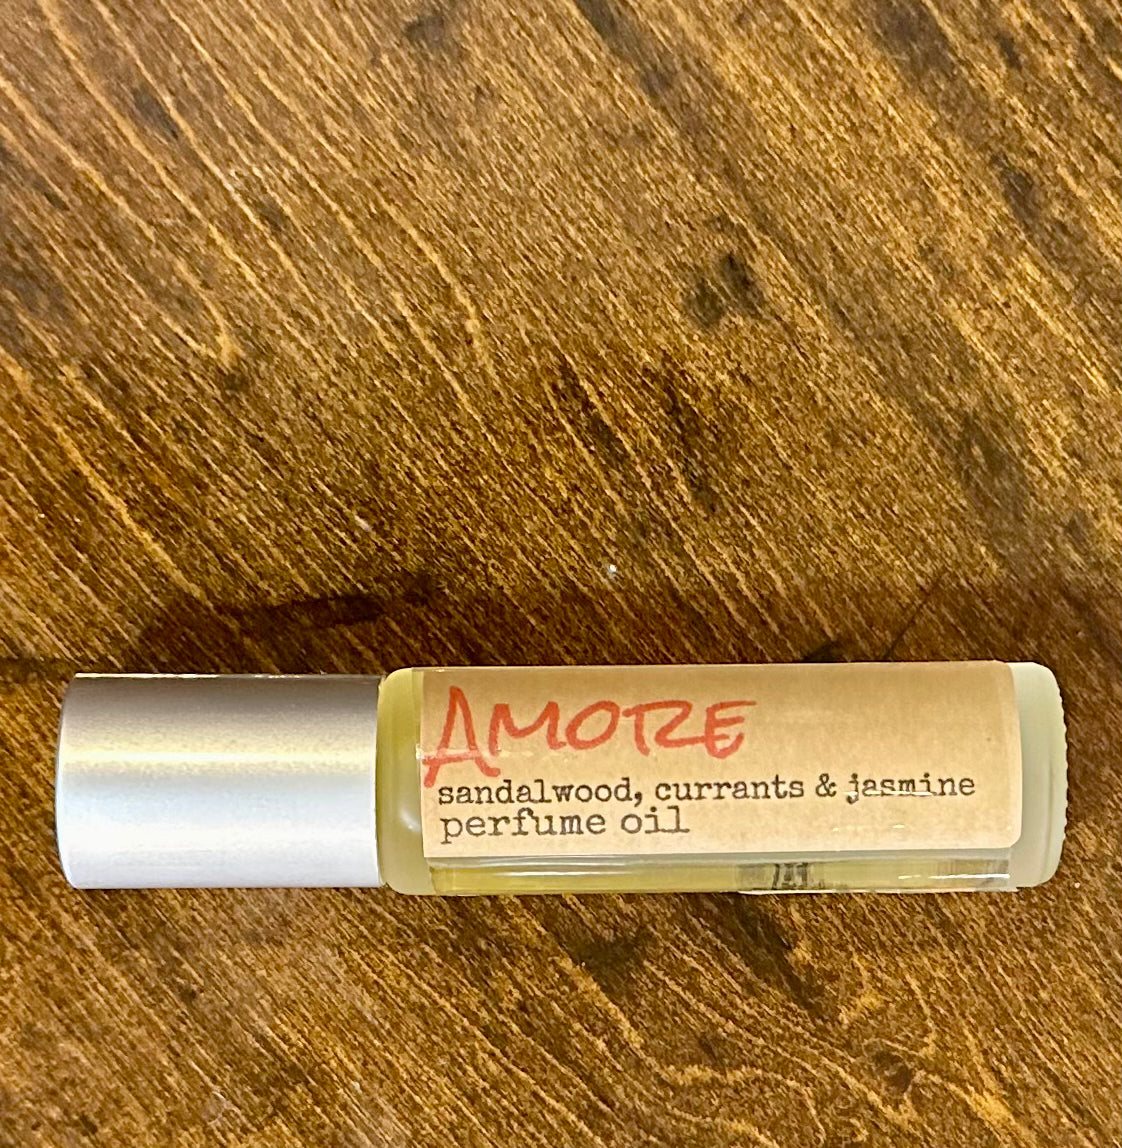 AMORE
sandalwood, currants & jasmine
perfume oil